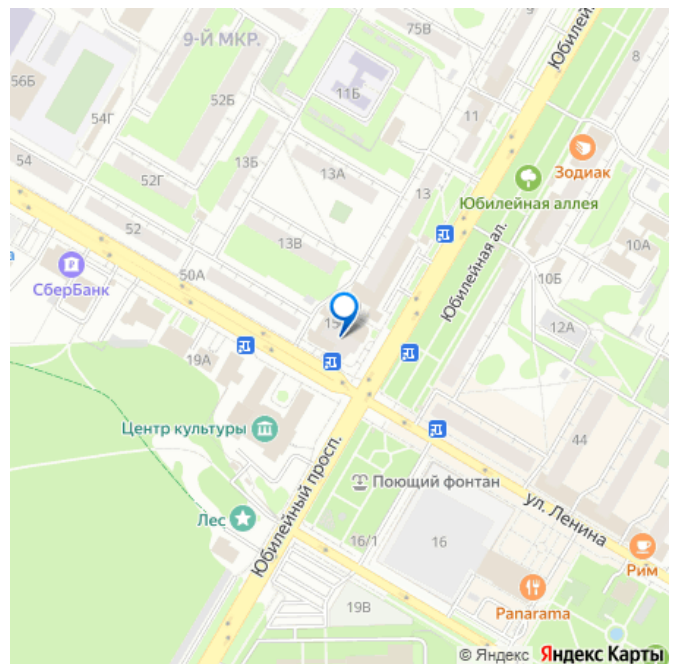 75В
Юбилей
9-Й МКР.
8
56Б
11Б
52Б
54Г
11
Зодиак
54
13Б
52Г
13А
13
Юбилейная аллея
52
13В
Юбилейная ал.
10А
50А
10Б
СберБанк
12А
19А
Центр культуры
44
Поющий фонтан
Юбилейный просп.
ул. Ленина
Лес
16/1
16
Рим
19В
Panarama
© Яндекс Яндекс Карты